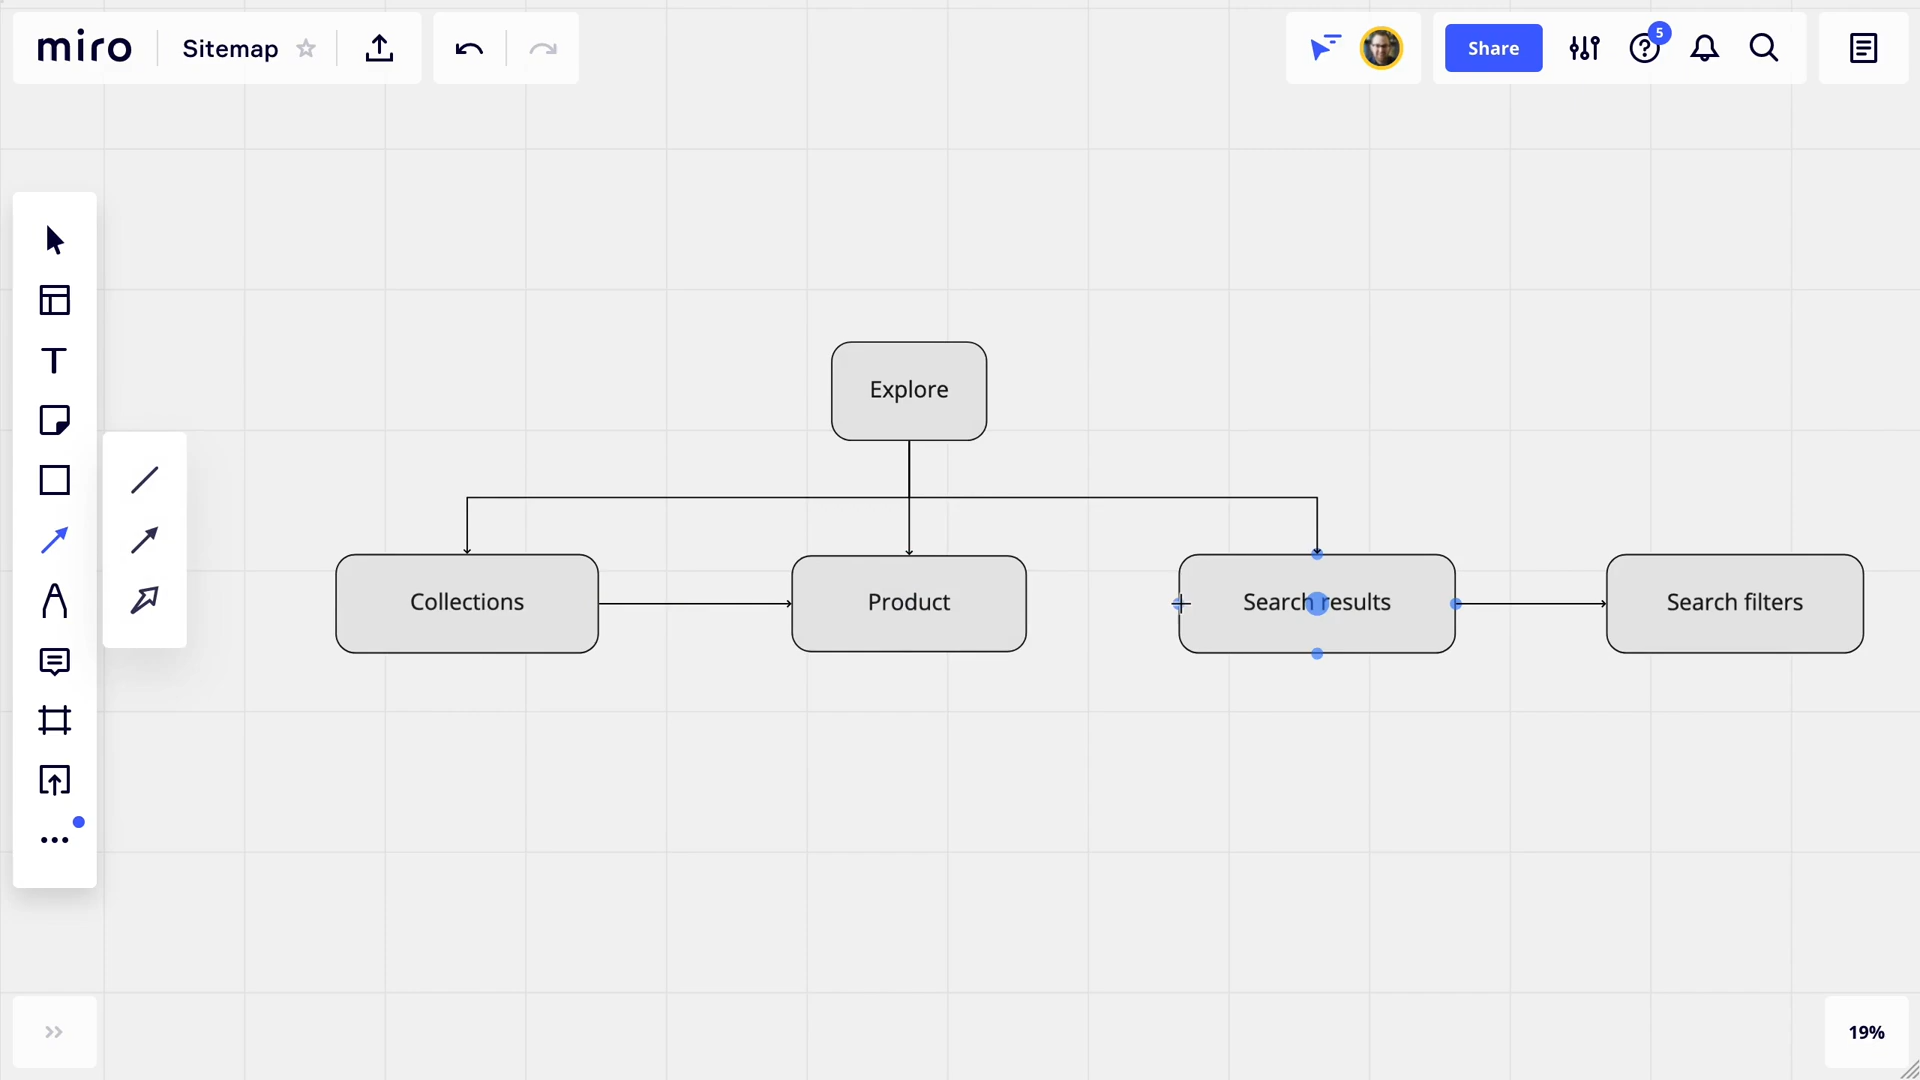 miro
Sitemap
Share
5
Explore
Collections
Product
Search results
Search filters
19%